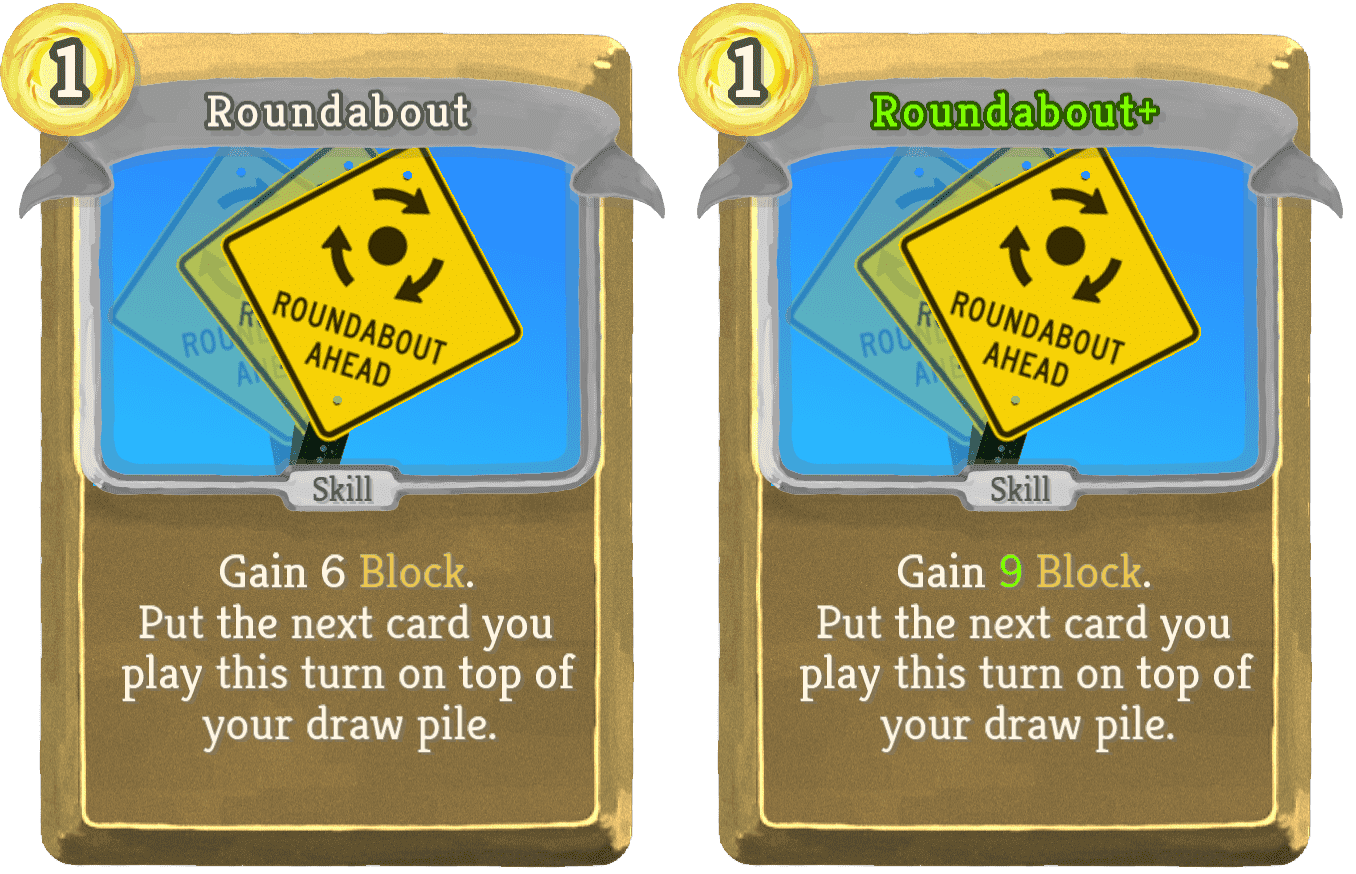 1
Roundabout
ROUNDABOUT
AHEAD
Skill
Gain 6 Block.
Put the next card you
play this turn on top of
your draw pile.
1
Roundabout+
ROUNDABOUT
AHEAD
Skill
Gain 9 Block.
Put the next card you
play this turn on top of
your draw pile.